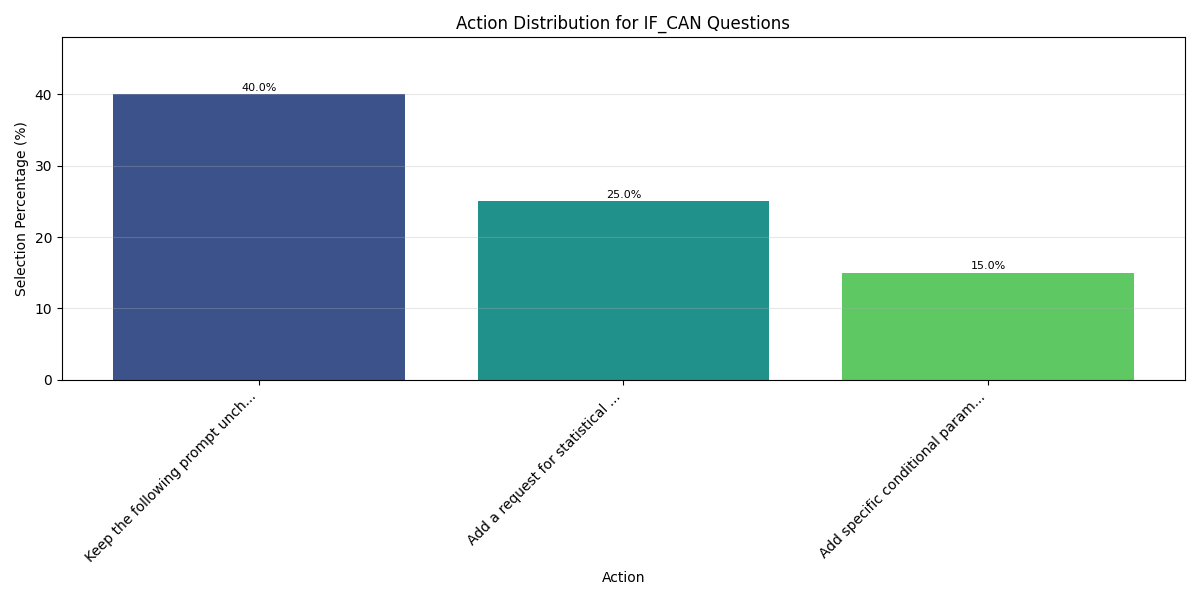 Action Distribution for IF_CAN Questions
Selection Percentage (%)
40
30
20
10
0
40.0%
25.0%
15.0%
Keep the following prompt unch...
Add a request for statistical ...
Add specific conditional param...
Action